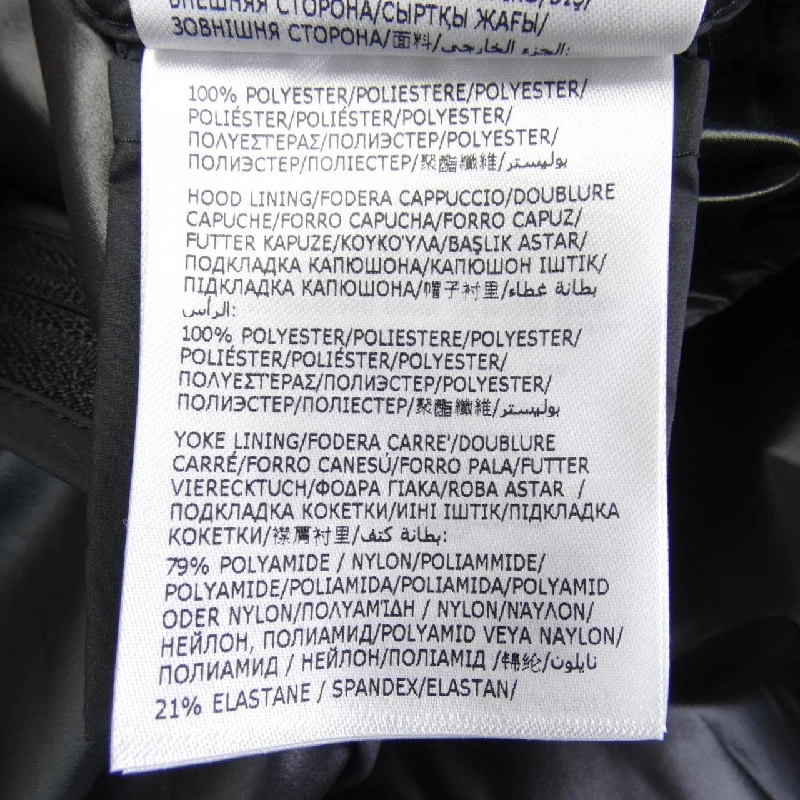 ВНЕШНЯЯ СТОРОНА/СЫРТҚЫ ЖАҒЫ/
ЗОВНІШНЯ СТОРОНА/面料/الجزء الخارجي:
100% POLYESTER/POLIESTERE/POLYESTER/
POLIÉSTER/POLIÉSTER/POLYESTER/
ΠΟΛΥΕΣΤΕΡΑΣ/ПОЛИЭСТЕР/POLYESTER/
ПОЛИЭСТЕР/ПОЛІЕСТЕР/聚酯纖維/بوليستر
HOOD LINING/FODERA CAPPUCCIO/DOUBLURE
CAPUCHE/FORRO CAPUCHA/FORRO CAPUZ/
FUTTER KAPUZE/ΚΟΥΚΟΎΛΑ/BAŞLIK ASTAR/
ПОДКЛАДКА КАПЮШОНА/КАПЮШОН ІШТІК/
ПІДКЛАДКА КАПЮШОНА/帽子衬里/بطانة غطاء
الرأس:
100% POLYESTER/POLIESTERE/POLYESTER/
POLIÉSTER/POLIÉSTER/POLYESTER/
ΠΟΛΥΕΣΤΕΡΑΣ/ПОЛИЭСТЕР/POLYESTER/
ПОЛИЭСТЕР/ПОЛІЕСТЕР/聚酯纖維/بوليستر
YOKE LINING/FODERA CARRE'/DOUBLURE
CARRÉ/FORRO CANESÚ/FORRO PALA/FUTTER
VIERECKTUCH/ΦΟΔΡΑ ΓΙΑΚΑ/ROBA ASTAR /
ПОДКЛАДКА КОКЕТКИ/ИІНІ ІШТІК/ПІДКЛАДКА
КОКЕТКИ/襟肩衬里/بطانة كتف:
79% POLYAMIDE / NYLON/POLIAMMIDE/
POLYAMIDE/POLIAMIDA/POLIAMIDA/POLYAMID
ODER NYLON/ΠΟΛΥΑΜΊΔΗ / NYLON/ΝΆΥΛΟΝ/
НЕЙЛОН, ПОЛИАМИД/POLYAMID VEYA NAYLON/
ПОЛИАМИД / НЕЙЛОН/ПОЛІАМІД /锦纶/نايلون
21% ELASTANE / SPANDEX/ELASTAN/